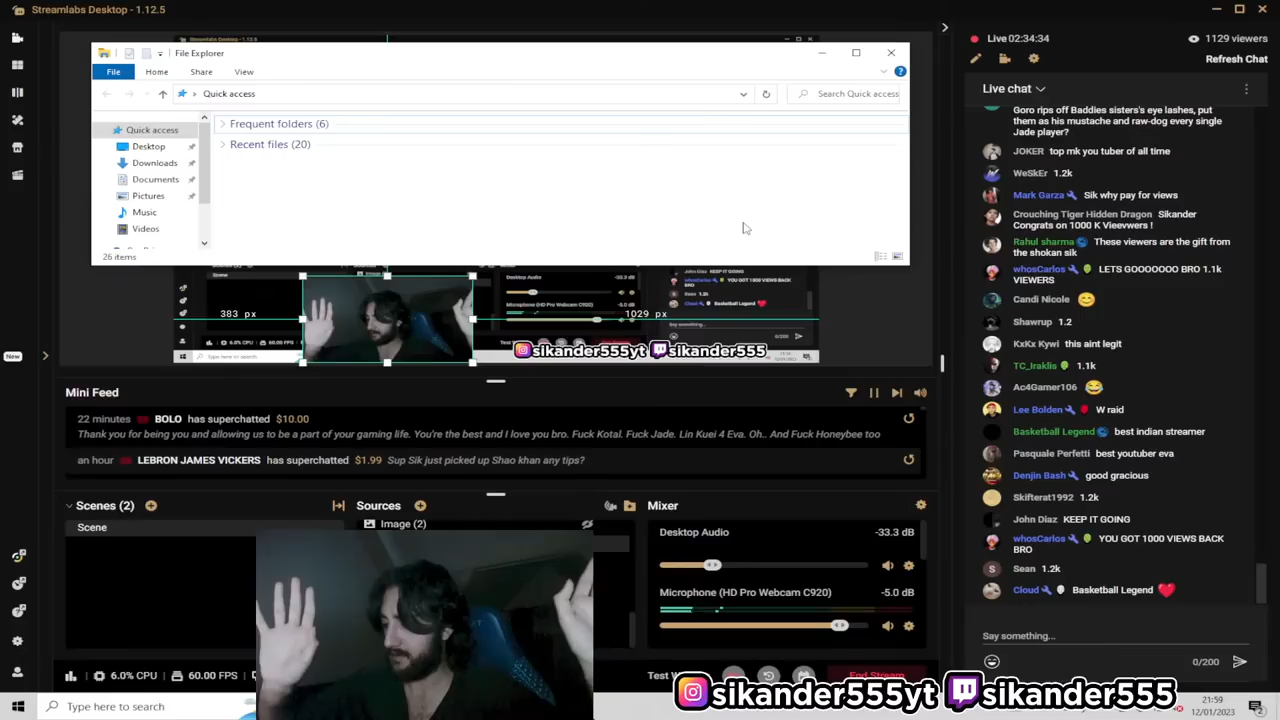 Streamlabs Desktop - 1.12.5
File Explorer
File
Home
Share
View
Quick access
Search Quick access
Quick access
Desktop
Downloads
Documents
Pictures
Music
Videos
Frequent folders (6)
Recent files (20)
26 items
383 px
1029 px
sikander555yt sikander555
New
Mini Feed
22 minutes BOLO has superchatted $10.00
Thank you for being you and allowing us to be a part of your gaming life. You're the best and I love you bro. Fuck Kotal. Fuck Jade. Lin Kuei 4 Eva. Oh.. And Fuck Honeybee too
an hour LEBRON JAMES VICKERS has superchatted $1.99 Sup Sik just picked up Shao khan any tips?
Scenes (2)
Scene
Sources
Image (2)
Mixer
Desktop Audio
-33.3 dB
Microphone (HD Pro Webcam C920)
-5.0 dB
6.0% CPU
60.00 FPS
End Stream
Live 02:34:34
1129 viewers
Refresh Chat
Live chat
Goro rips off Baddies sisters's eye lashes, put
them as his mustache and raw-dog every single
Jade player?
JOKER top mk you tuber of all time
WeSkEr 1.2k
Mark Garza Sik why pay for views
Crouching Tiger Hidden Dragon Sikander
Congrats on 1000 K Vieevwers !
Rahul sharma These viewers are the gift from
the shokan sik
whosCarlos LETS GOOOOOOO BRO 1.1k
VIEWERS
Candi Nicole
Shawrup 1.2
KxKx Kywi this aint legit
TC_Iraklis 1.1k
Ac4Gamer106
Lee Bolden W raid
Basketball Legend best indian streamer
Pasquale Perfetti best youtuber eva
Denjin Bash good gracious
Skifterat1992 1.2k
John Diaz KEEP IT GOING
whosCarlos YOU GOT 1000 VIEWS BACK
BRO
Sean 1.2k
Cloud Basketball Legend
Say something...
0/200
sikander555yt sikander555
Type here to search
21:59
12/01/2023